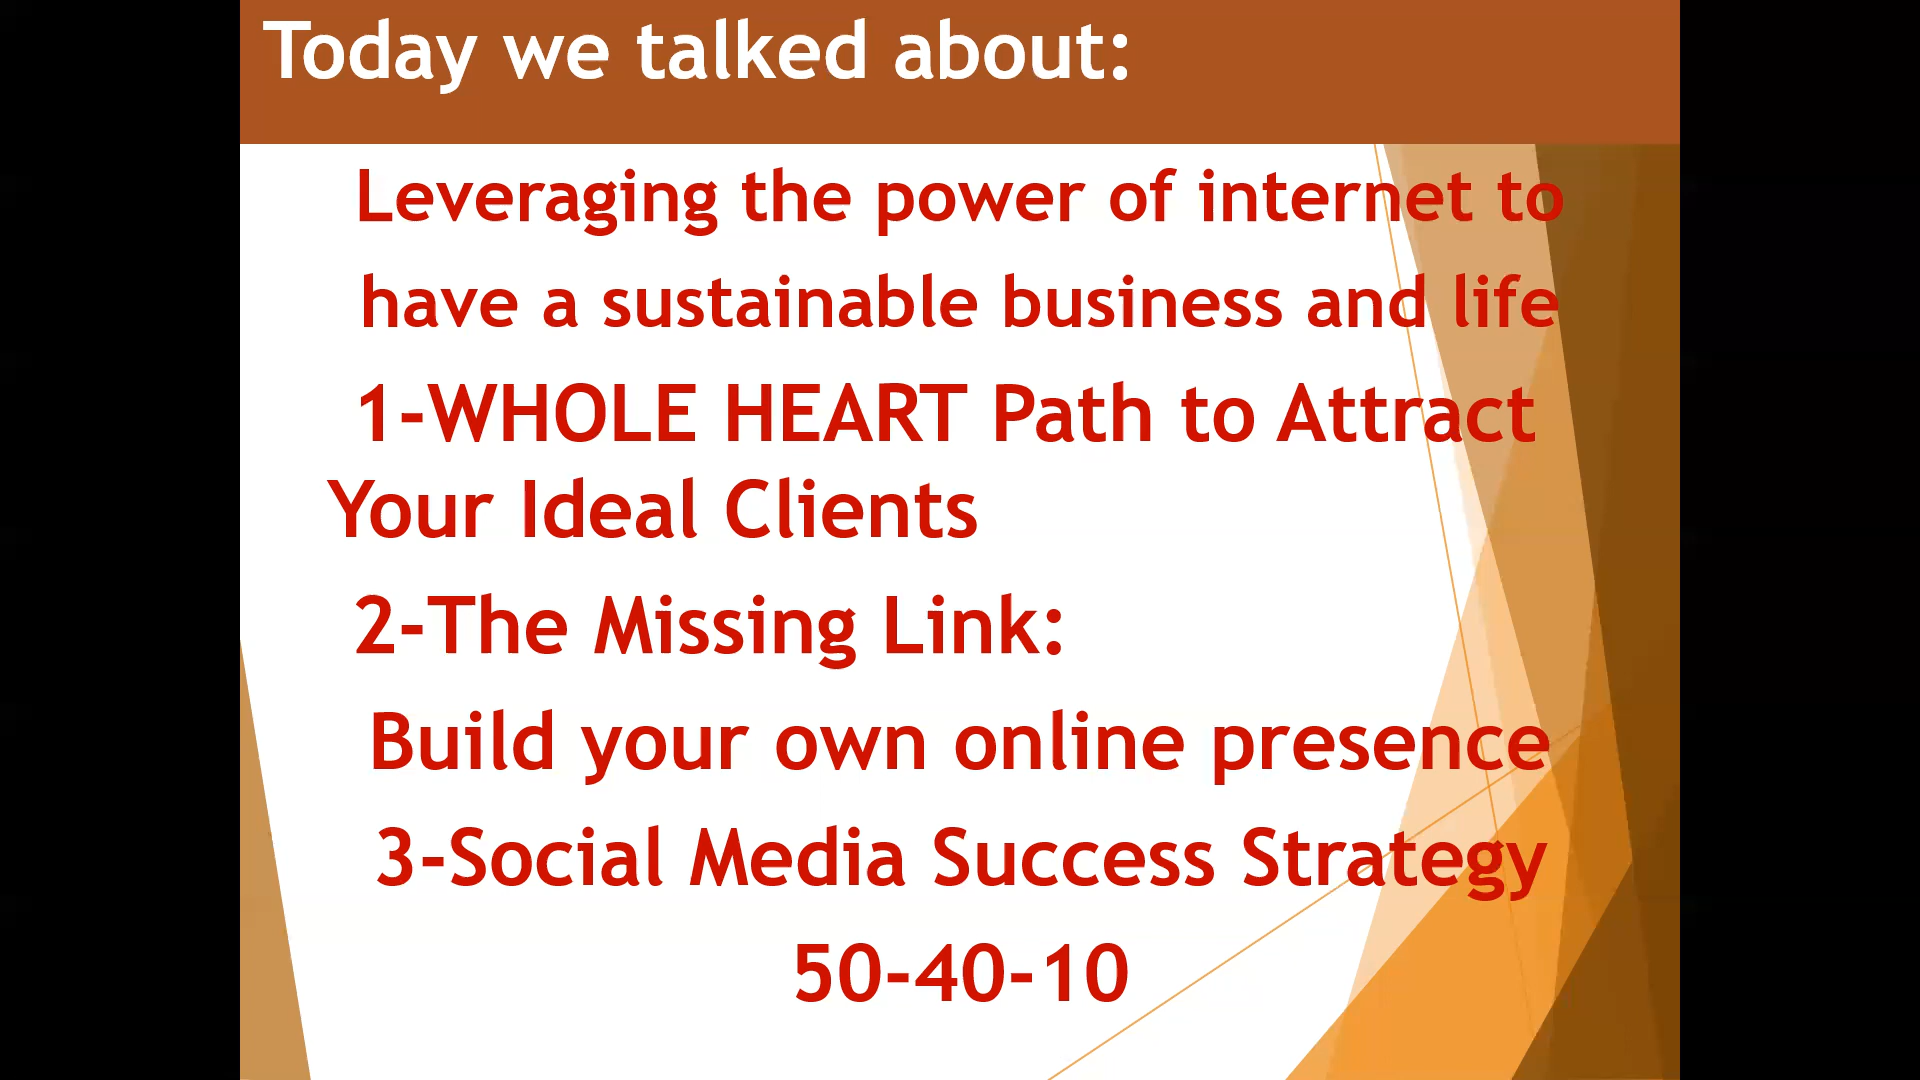 Today we talked about:
Leveraging the power of internet to
have a sustainable business and life
1-WHOLE HEART Path to Attract
Your Ideal Clients
2-The Missing Link:
Build your own online presence
3-Social Media Success Strategy
50-40-10